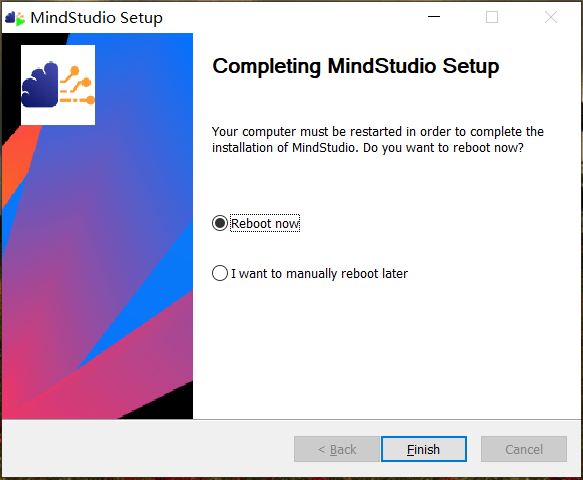 MindStudio Setup
Completing MindStudio Setup
Your computer must be restarted in order to complete the
installation of MindStudio. Do you want to reboot now?
Reboot now
I want to manually reboot later
< Back
Finish
Cancel